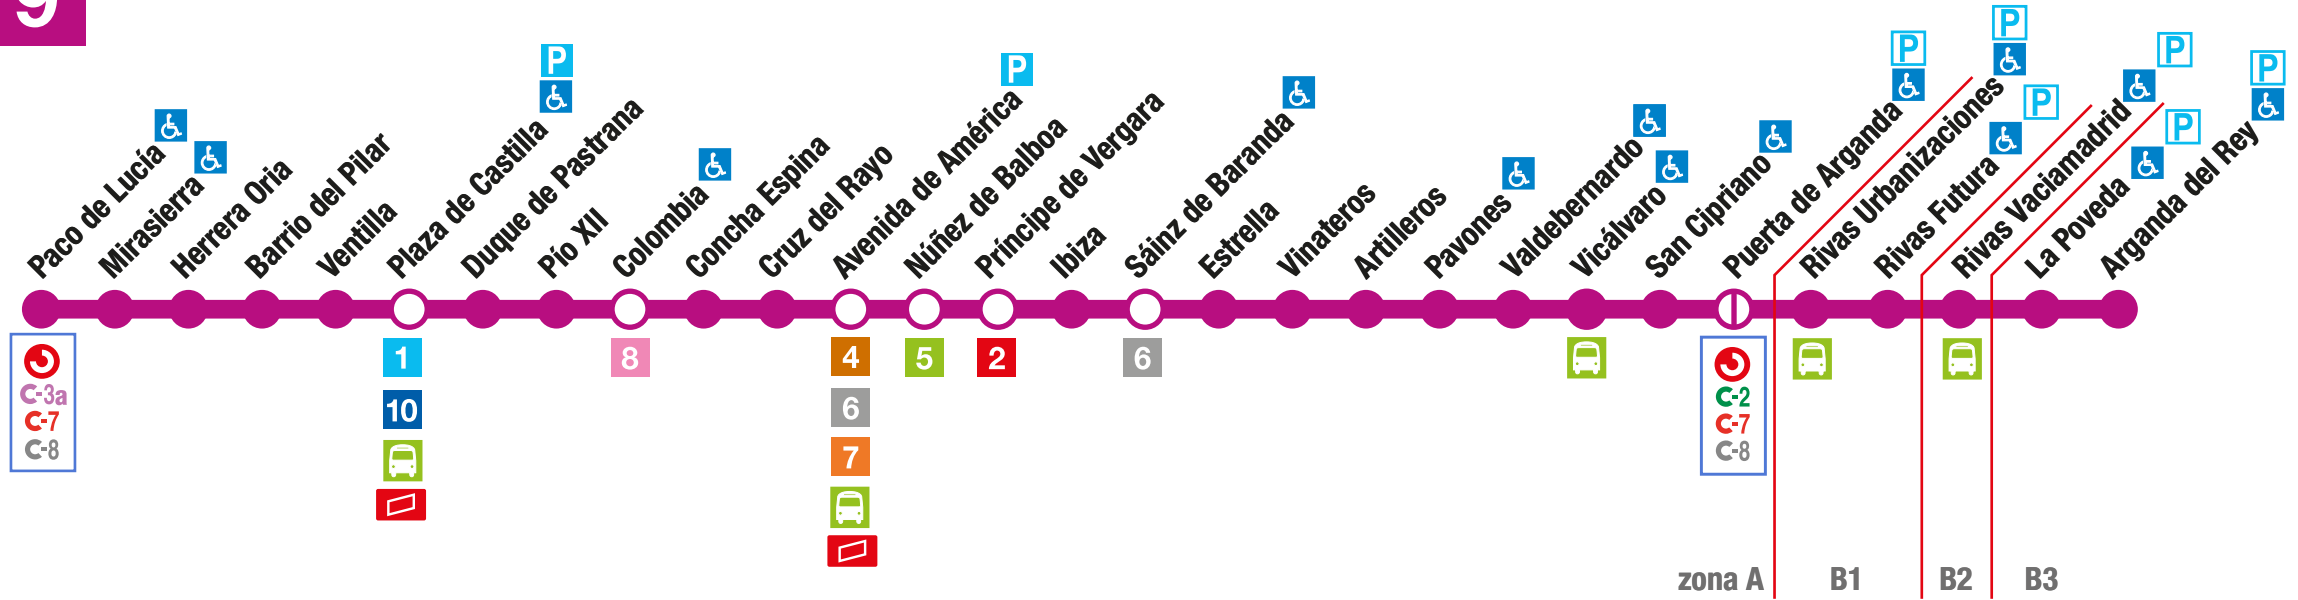 9
Paco de Lucía
Mirasierra
Herrera Oria
Barrio del Pilar
Ventilla
Plaza de Castilla
P
Duque de Pastrana
Pío XII
Colombia
Concha Espina
Cruz del Rayo
Avenida de América
P
Núñez de Balboa
Príncipe de Vergara
Ibiza
Sáinz de Baranda
Estrella
Vinateros
Artilleros
Pavones
Valdebernardo
Vicálvaro
San Cipriano
Puerta de Arganda
P
Rivas Urbanizaciones
P
Rivas Futura
P
Rivas Vaciamadrid
P
La Poveda
P
Arganda del Rey
P
C-3a
C-7
C-8
1
10
8
4
6
7
5
2
6
C-2
C-7
C-8
zona A
B1
B2
B3